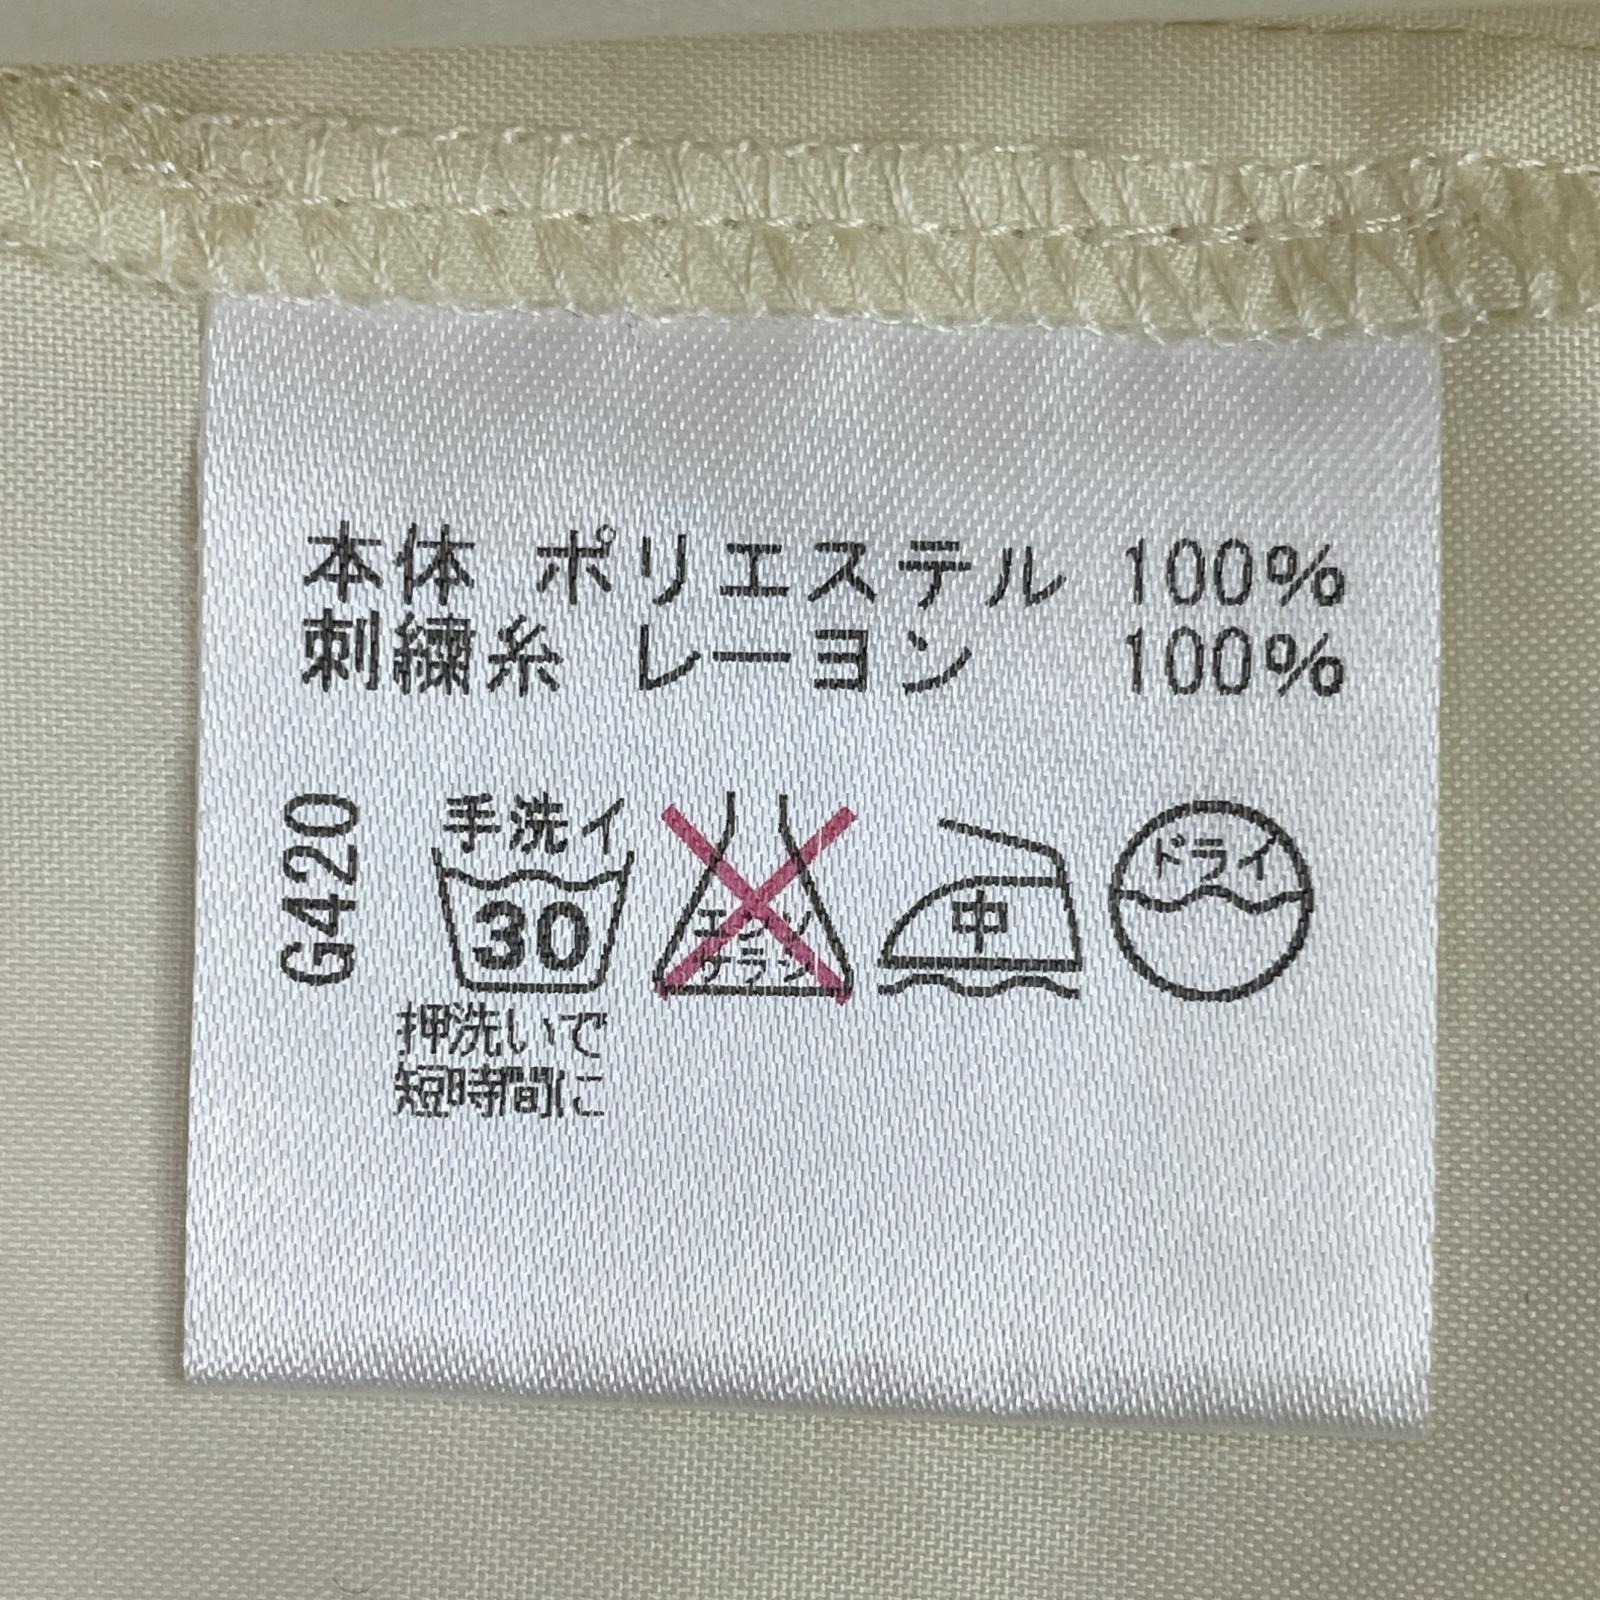 本体 ポリエステル 100%
刺繍糸 レーヨン 100%
G420
手洗イ
30
エンソ
サラシ
中
ドライ
押洗いで
短時間に